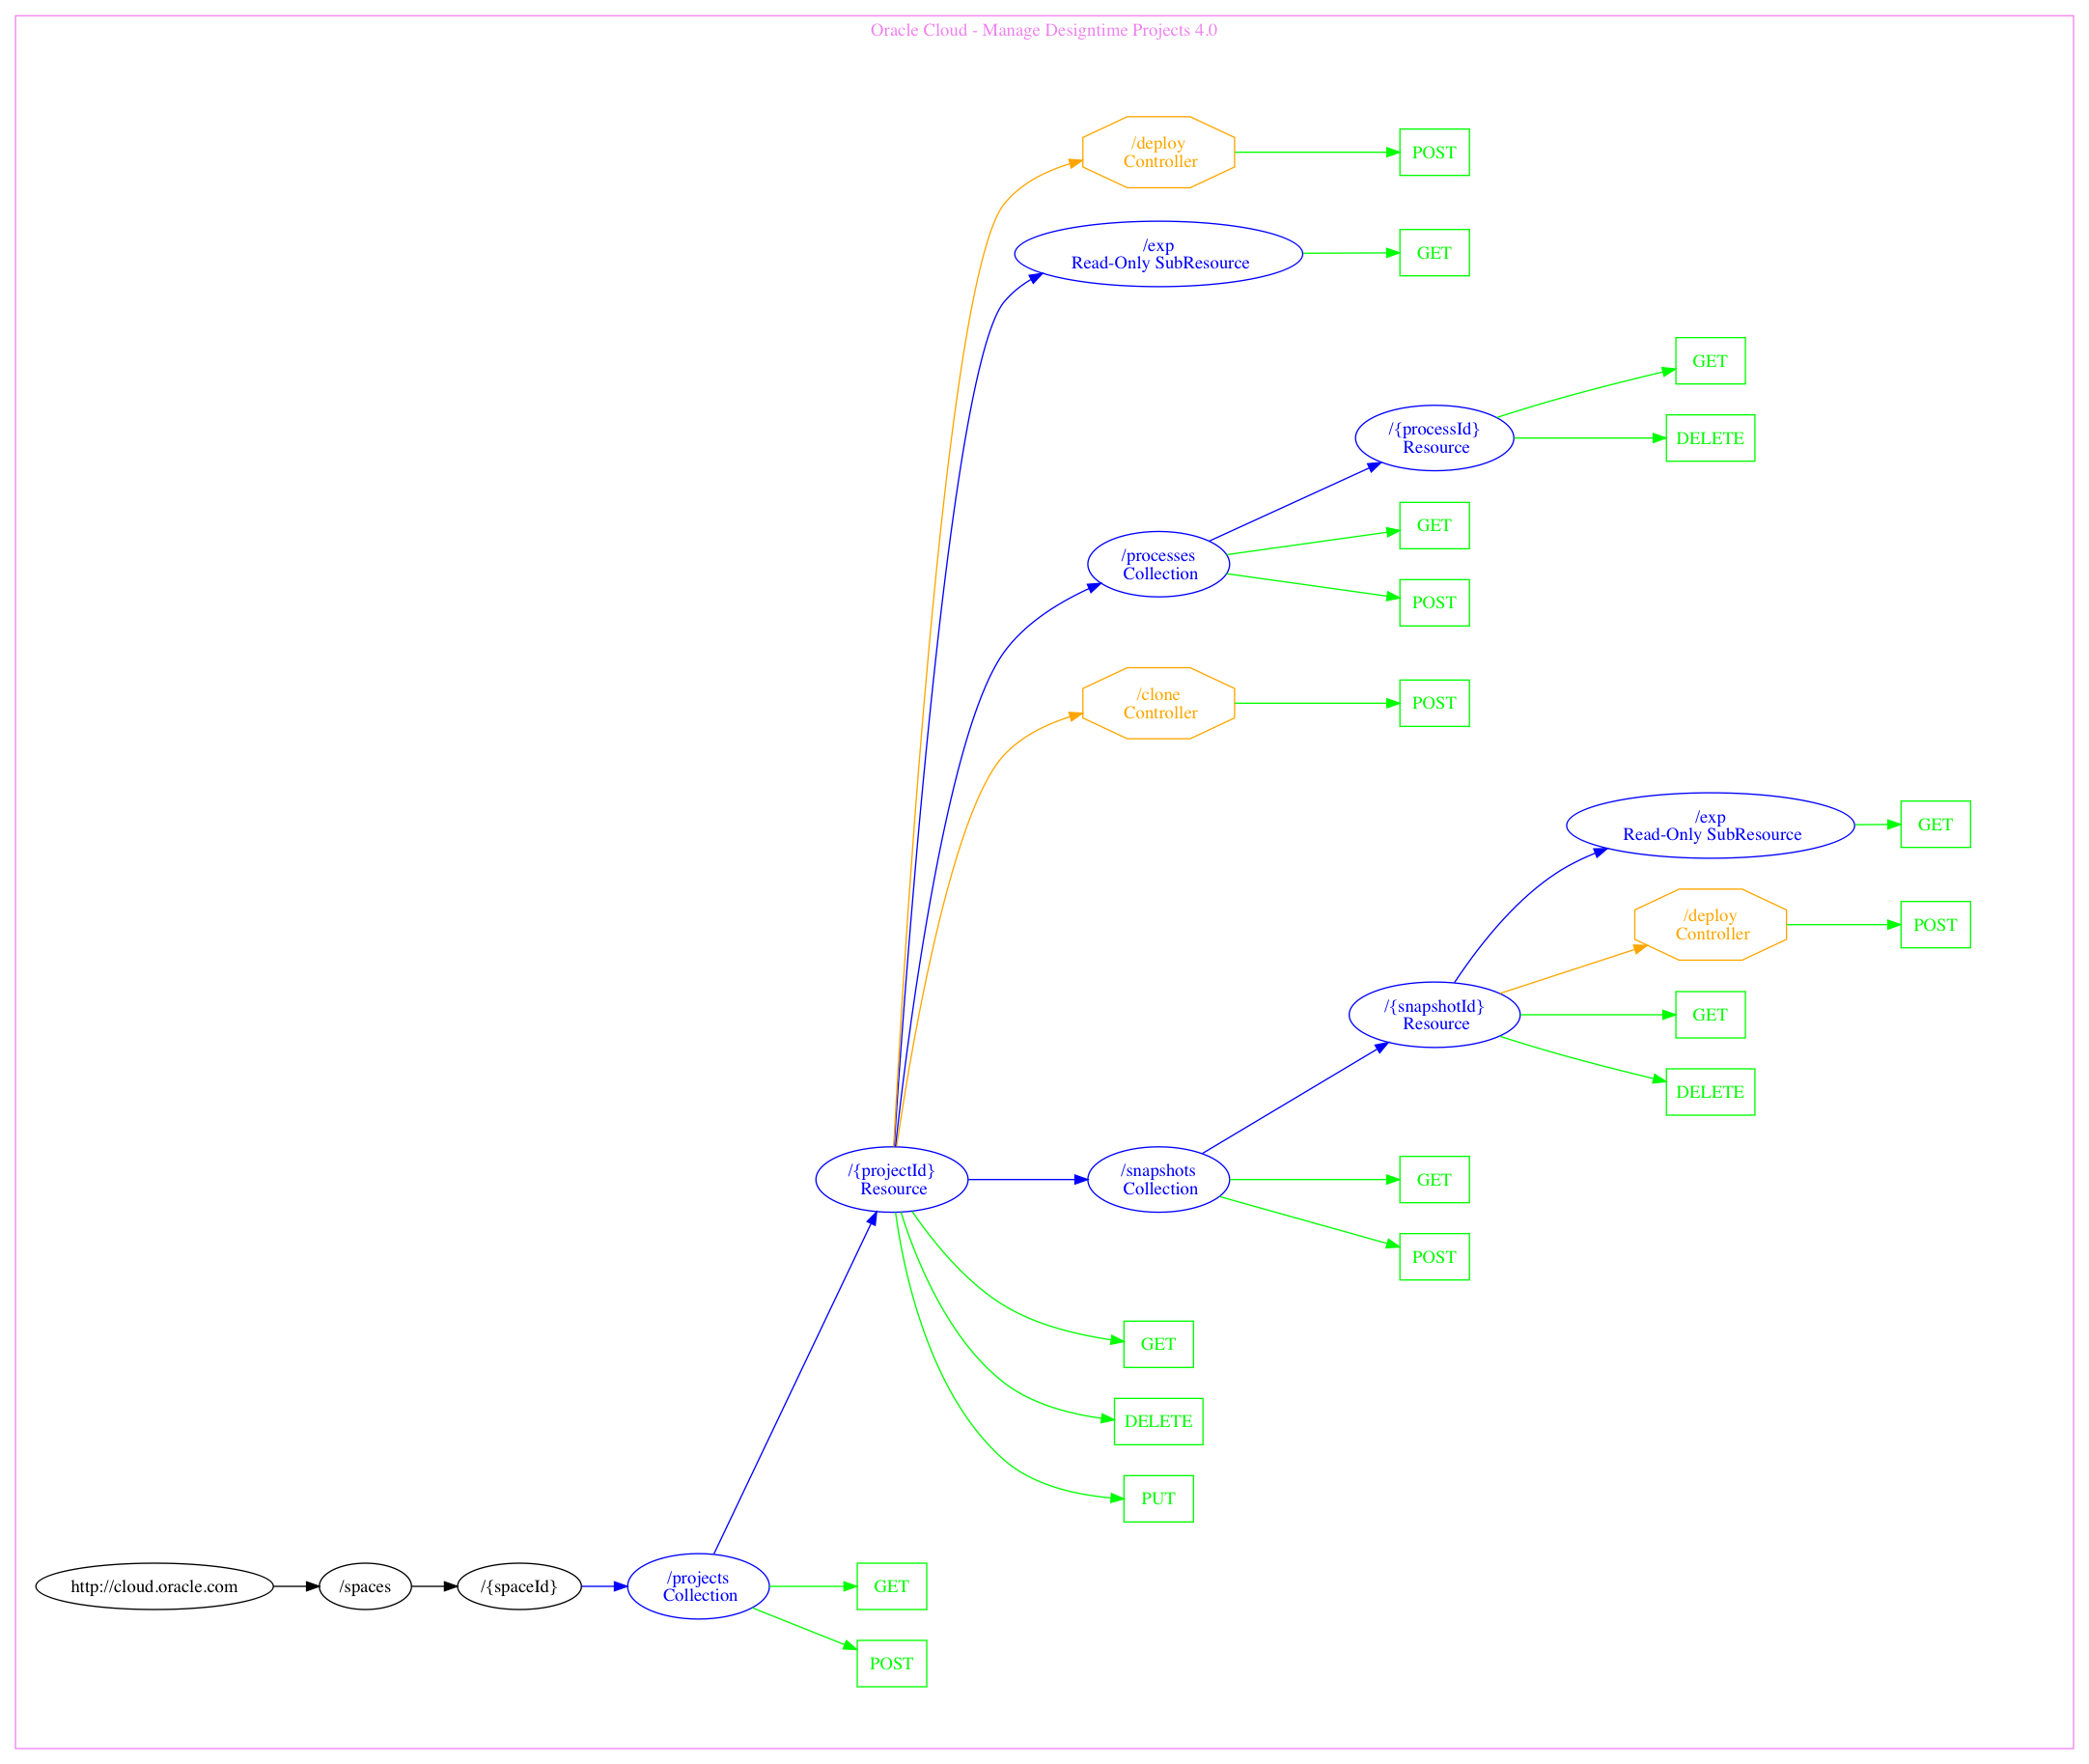 Oracle Cloud - Manage Designtime Projects 4.0
/deploy
Controller
POST
/exp
Read-Only SubResource
GET
GET
/{processId}
Resource
DELETE
GET
/processes
Collection
POST
/clone
Controller
POST
/exp
Read-Only SubResource
GET
/deploy
Controller
POST
/{snapshotId}
Resource
GET
DELETE
/{projectId}
Resource
/snapshots
Collection
GET
POST
GET
DELETE
PUT
http://cloud.oracle.com
/spaces
/{spaceId}
/projects
Collection
GET
POST